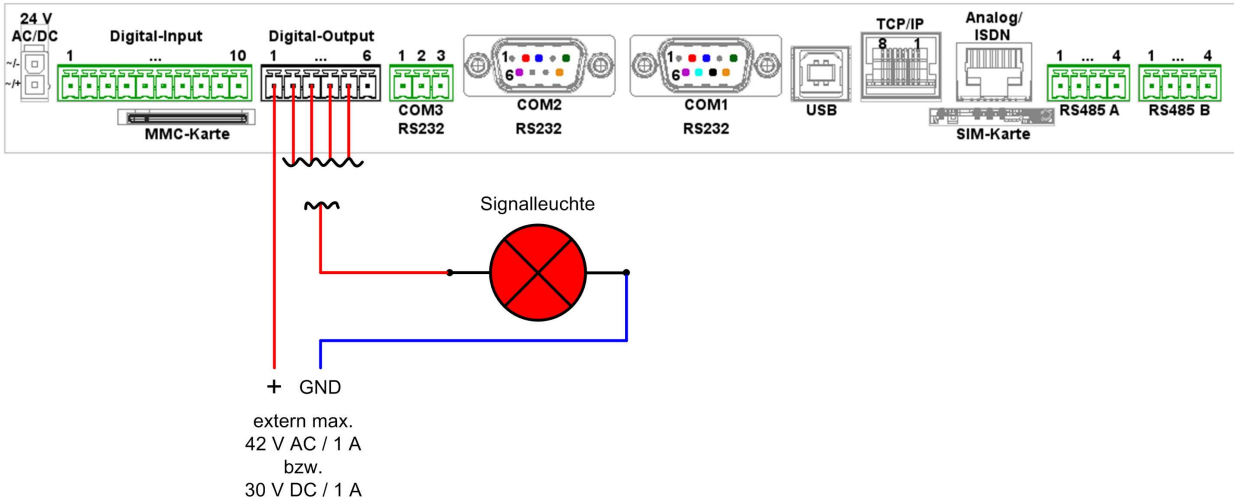 24 V
AC/DC
~/-
~/+
Digital-Input
1 ... 10
MMC-Karte
Digital-Output
1 ... 6
1 2 3
COM3
RS232
1
6
COM2
RS232
1
6
COM1
RS232
USB
TCP/IP
8 1
Analog/
ISDN
SIM-Karte
1 ... 4
RS485 A
1 ... 4
RS485 B
Signalleuchte
+ GND
extern max.
42 V AC / 1 A
bzw.
30 V DC / 1 A